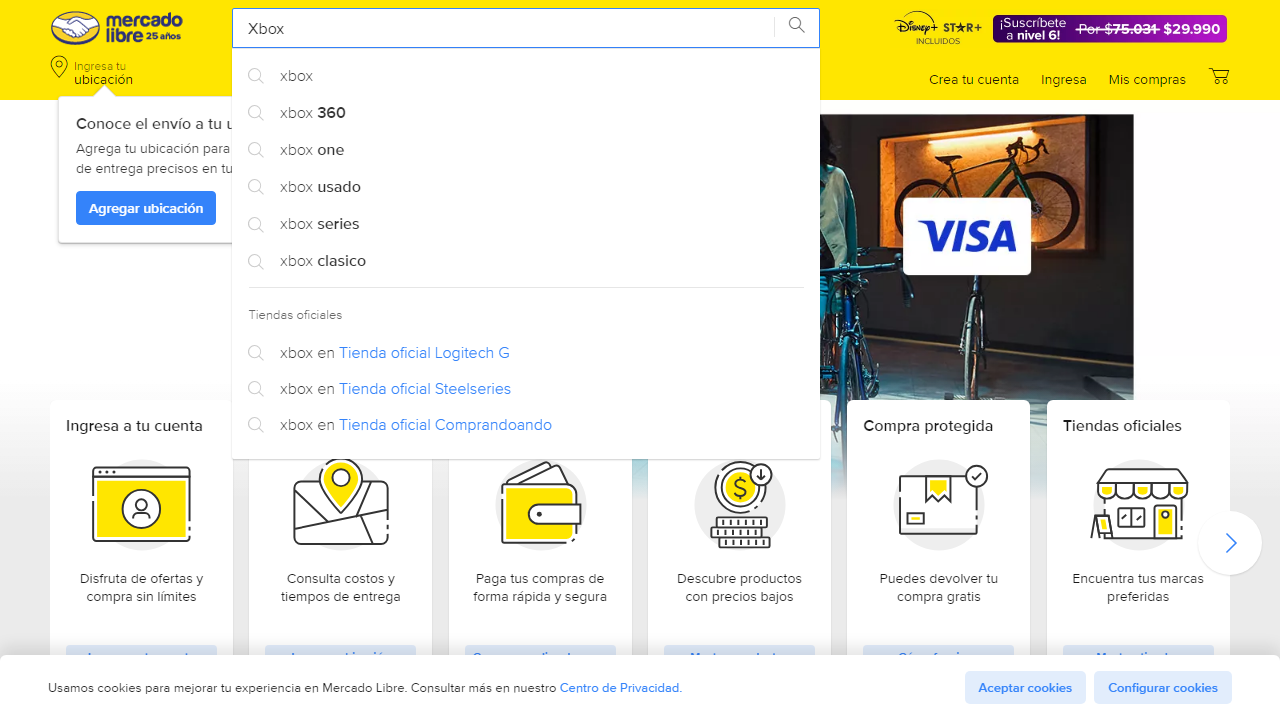 mercado
libre 25 años
Xbox
Disney+ ST★R+
INCLUIDOS
¡Suscríbete
a nivel 6!
Por $75.031 $29.990
Ingresa tu
ubicación
Crea tu cuenta
Ingresa
Mis compras
Conoce el envío a tu u
Agrega tu ubicación para
de entrega precisos en tu
Agregar ubicación
xbox
xbox 360
xbox one
xbox usado
xbox series
xbox clasico
Tiendas oficiales
xbox en Tienda oficial Logitech G
xbox en Tienda oficial Steelseries
xbox en Tienda oficial Comprandoando
VISA
Ingresa a tu cuenta
Disfruta de ofertas y
compra sin límites
Consulta costos y
tiempos de entrega
Paga tus compras de
forma rápida y segura
Descubre productos
con precios bajos
Compra protegida
Puedes devolver tu
compra gratis
Tiendas oficiales
Encuentra tus marcas
preferidas
Usamos cookies para mejorar tu experiencia en Mercado Libre. Consultar más en nuestro Centro de Privacidad.
Aceptar cookies
Configurar cookies